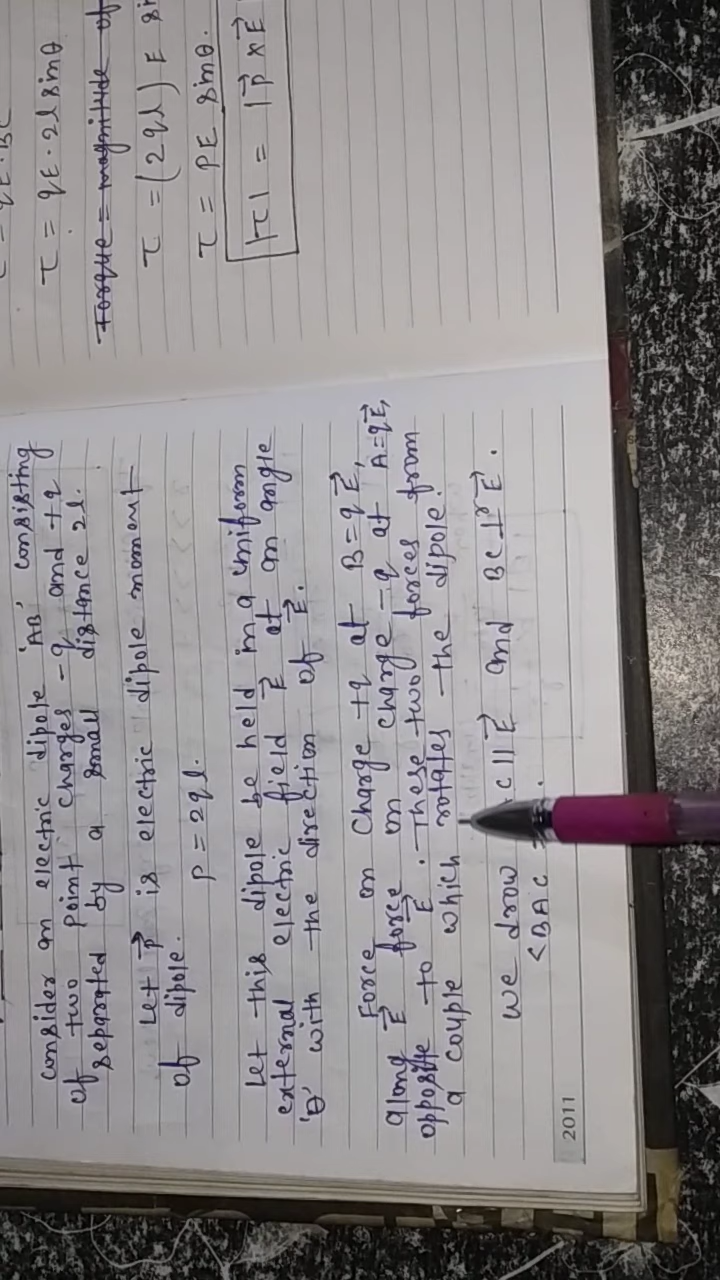 consider an electric dipole 'AB' consisting
of two point charges -q and +q
separated by a small distance 2l.
Let p⃗ is electric dipole moment
of dipole.
p = 2ql.
Let this dipole be held in a uniform
external electric field E⃗ at an angle
'θ' with the direction of E⃗.
Force on charge +q at B = qE⃗,
along E⃗ force on charge -q at A = qE⃗,
opposite to E⃗. These two forces from
a couple which rotates the dipole.
we drow C || E⃗ and BC ⊥r E⃗.
<BAC
2011
τ = qE · 2l sinθ
Torque = magnitude of
τ = (2ql) E
τ = PE sinθ.
|τ| = |p⃗ × E⃗